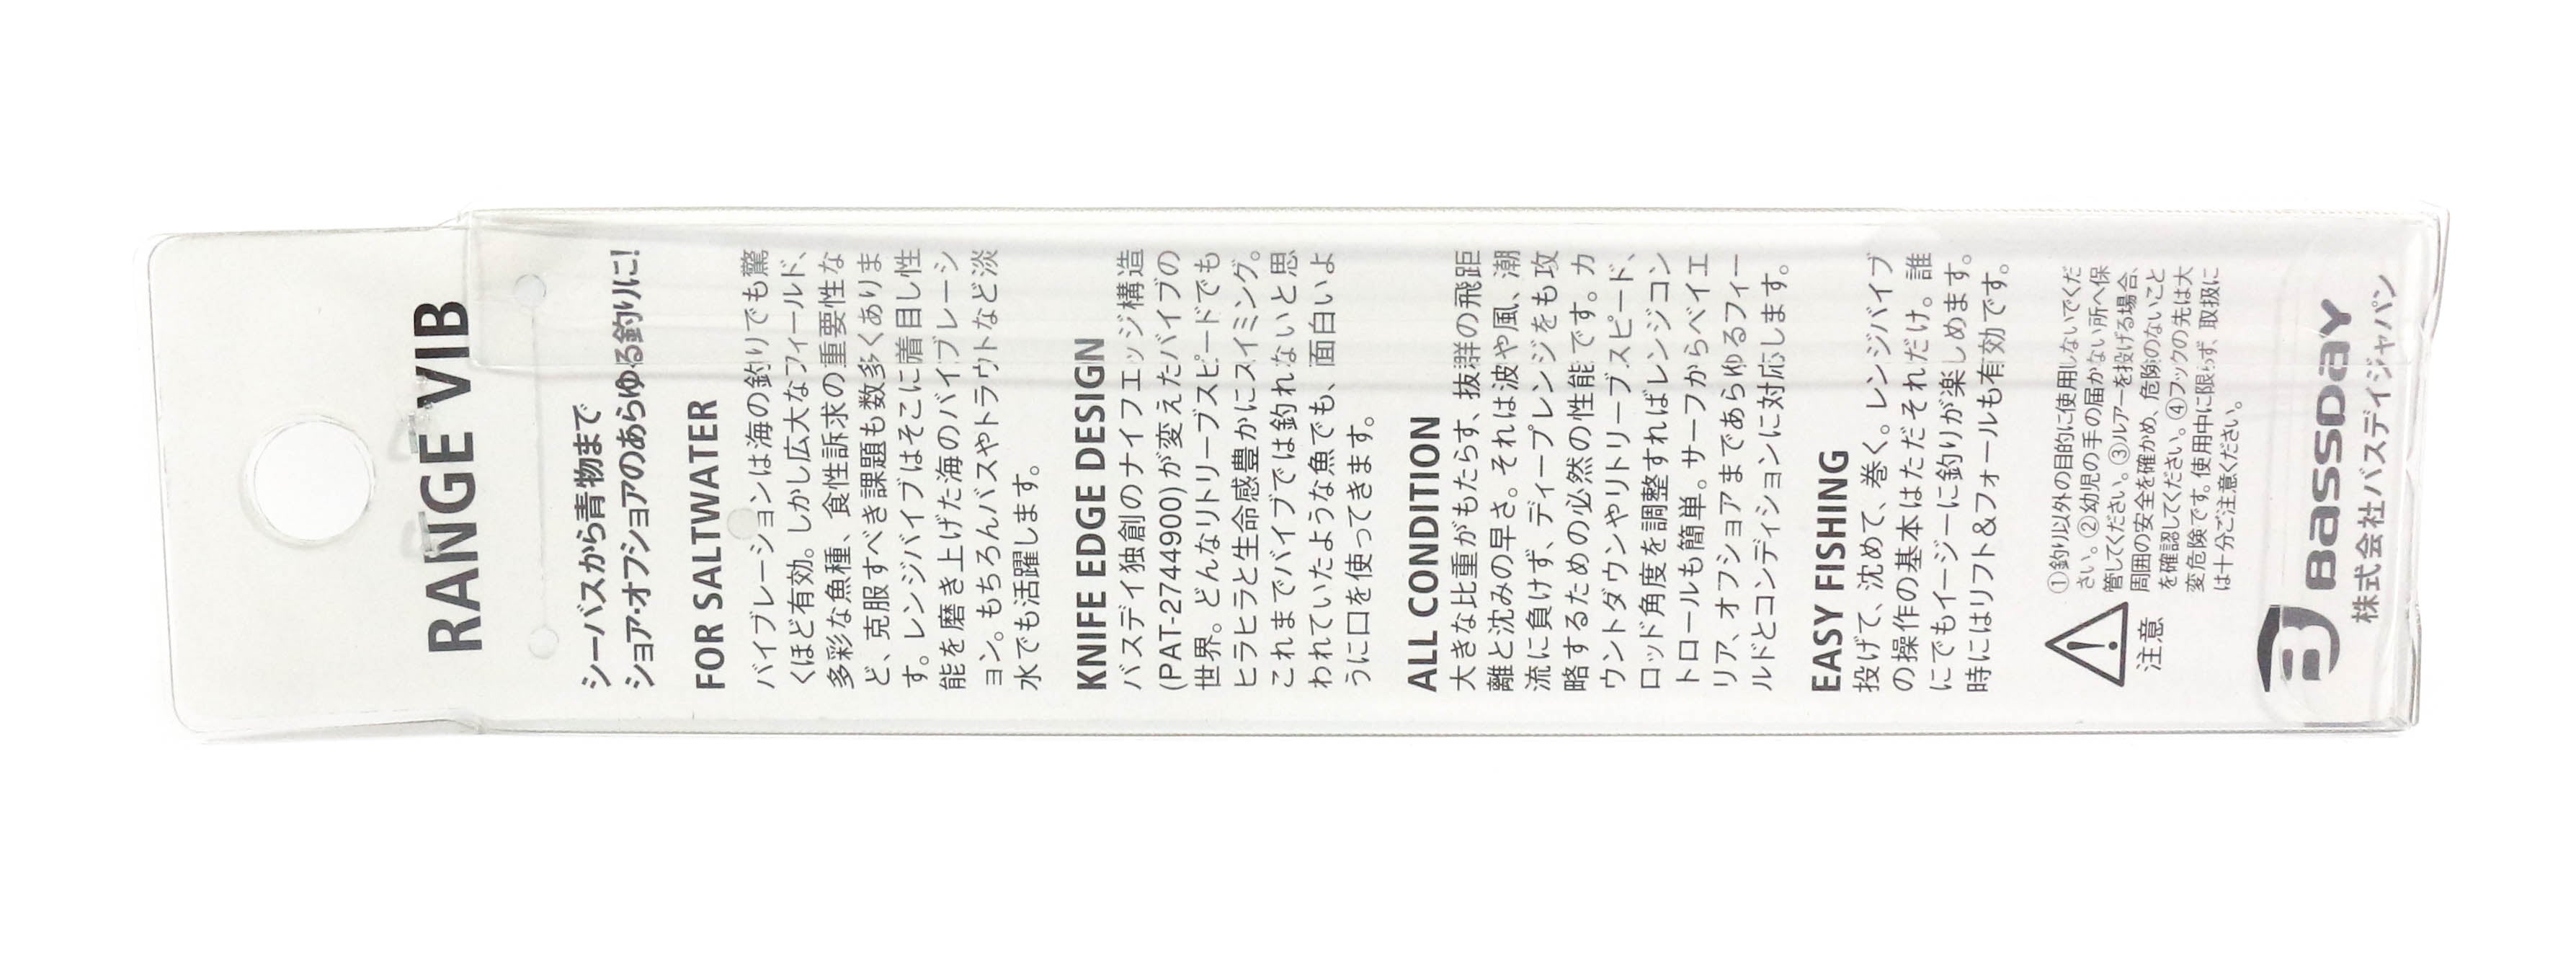 RANGE VIB
シーバスから青物まで
ショア・オフショアのあらゆる釣りに!
FOR SALTWATER
バイブレーションは海の釣りでも驚
くほど有効。しかし広大なフィールド、
多彩な魚種、食性訴求の重要性な
ど、克服すべき課題も数多くありま
す。レンジバイブはそこに着目し性
能を磨き上げた海のバイブレーシ
ョン。もちろんバスやトラウトなど淡
水でも活躍します。
KNIFE EDGE DESIGN
バスデイ独創のナイフエッジ構造
(PAT-2744900)が変えたバイブの
世界。どんなリトリーブスピードでも
ヒラヒラと生命感豊かにスイミング。
これまでバイブでは釣れないと思
われていたような魚でも、面白いよ
うに口を使ってきます。
ALL CONDITION
大きな比重がもたらす、抜群の飛距
離と沈みの早さ。それは波や風、潮
流に負けず、ディープレンジをも攻
略するための必然の性能です。カ
ウントダウンやリトリーブスピード、
ロッド角度を調整すればレンジコン
トロールも簡単。サーフからベイエ
リア、オフショアまであらゆるフィー
ルドとコンディションに対応します。
EASY FISHING
投げて、沈めて、巻く。レンジバイブ
の操作の基本はただそれだけ。誰
にでもイージーに釣りが楽しめます。
時にはリフト&フォールも有効です。
注意
①釣り以外の目的に使用しないでくだ
さい。②幼児の手の届かない所へ保
管してください。③ルアーを投げる場合、
周囲の安全を確かめ、危険のないこと
を確認してください。④フックの先は大
変危険です。使用中に限らず、取扱に
は十分ご注意ください。
BassDay
株式会社バスデイジャパン